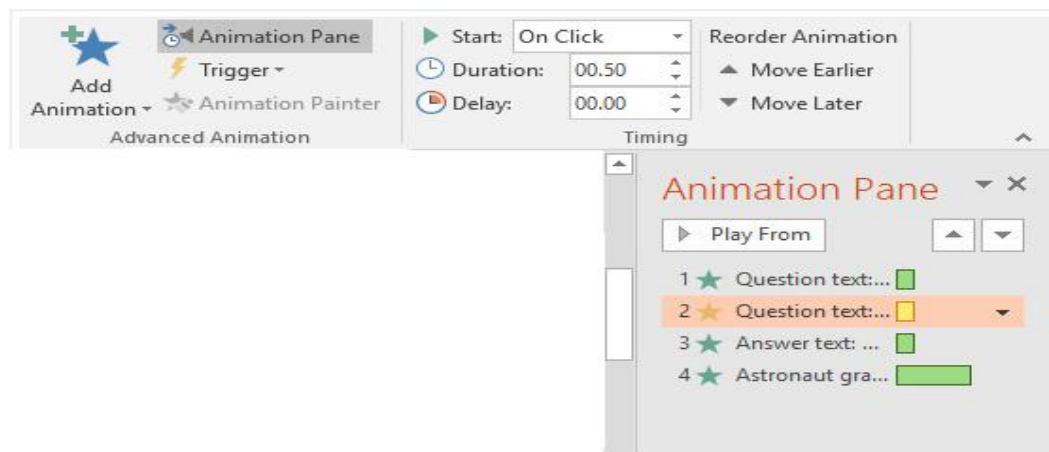 Add
Animation
Animation Pane
Trigger
Animation Painter
Advanced Animation
Start: On Click
Duration: 00.50
Delay: 00.00
Timing
Reorder Animation
Move Earlier
Move Later
Animation Pane
Play From
1 Question text:...
2 Question text:...
3 Answer text: ...
4 Astronaut gra...